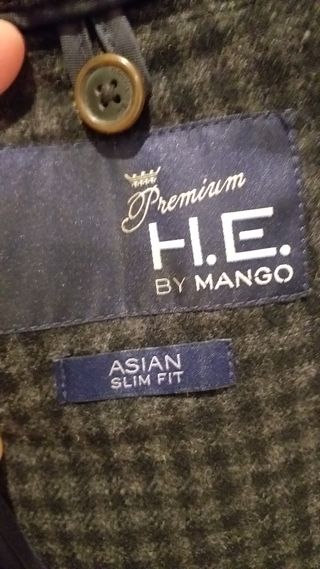 Premium
H.E.
BY MANGO
ASIAN
SLIM FIT